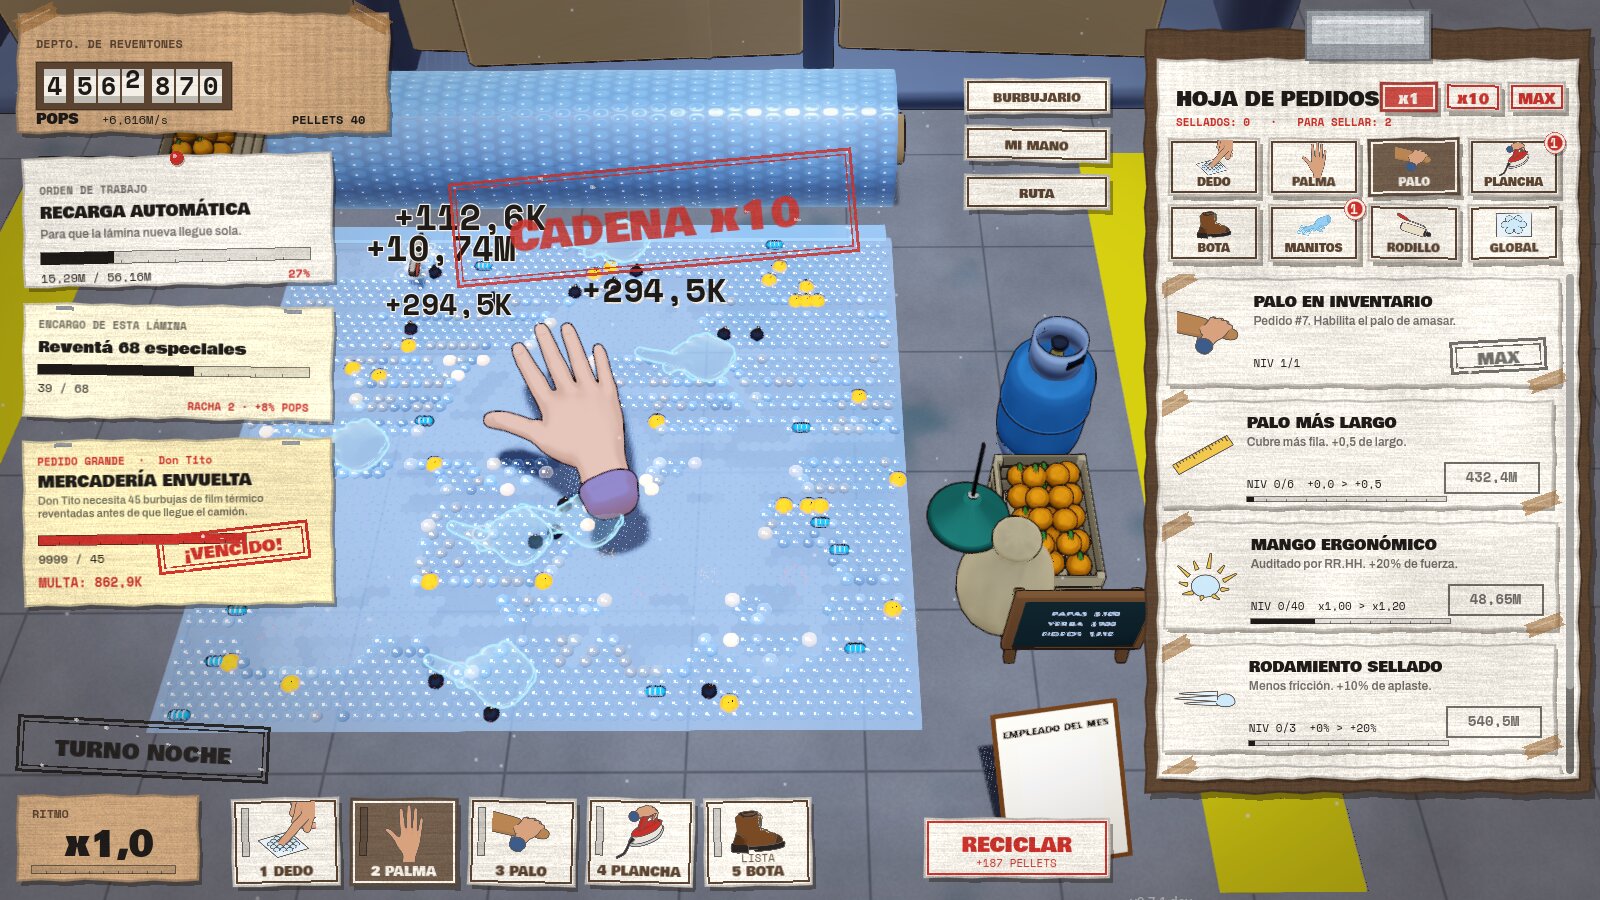 DEPTO. DE REVENTONES
4 562 870
POPS +6,616M/s PELLETS 40
ORDEN DE TRABAJO
RECARGA AUTOMÁTICA
Para que la lámina nueva llegue sola.
15,29M / 56,16M 27%
ENCARGO DE ESTA LÁMINA
Reventá 68 especiales
39 / 68
RACHA 2 · +8% POPS
PEDIDO GRANDE · Don Tito
MERCADERÍA ENVUELTA
Don Tito necesita 45 burbujas de film térmico
reventadas antes de que llegue el camión.
9999 / 45
¡VENCIDO!
MULTA: 862,9K
TURNO NOCHE
RITMO
x1,0
+112,6K
+10,74M
CADENA x10
+294,5K
+294,5K
1 DEDO
2 PALMA
3 PALO
4 PLANCHA
LISTA
5 BOTA
BURBUJARIO
MI MANO
RUTA
EMPLEADO DEL MES
RECICLAR
+187 PELLETS
HOJA DE PEDIDOS x1 x10 MAX
SELLADOS: 0 · PARA SELLAR: 2
DEDO PALMA PALO PLANCHA 1
BOTA MANITOS 1 RODILLO GLOBAL
PALO EN INVENTARIO
Pedido #7. Habilita el palo de amasar.
NIV 1/1 MAX
PALO MÁS LARGO
Cubre más fila. +0,5 de largo.
NIV 0/6 +0,0 > +0,5 432,4M
MANGO ERGONÓMICO
Auditado por RR.HH. +20% de fuerza.
NIV 0/40 x1,00 > x1,20 48,65M
RODAMIENTO SELLADO
Menos fricción. +10% de aplaste.
NIV 0/3 +0% > +20% 540,5M